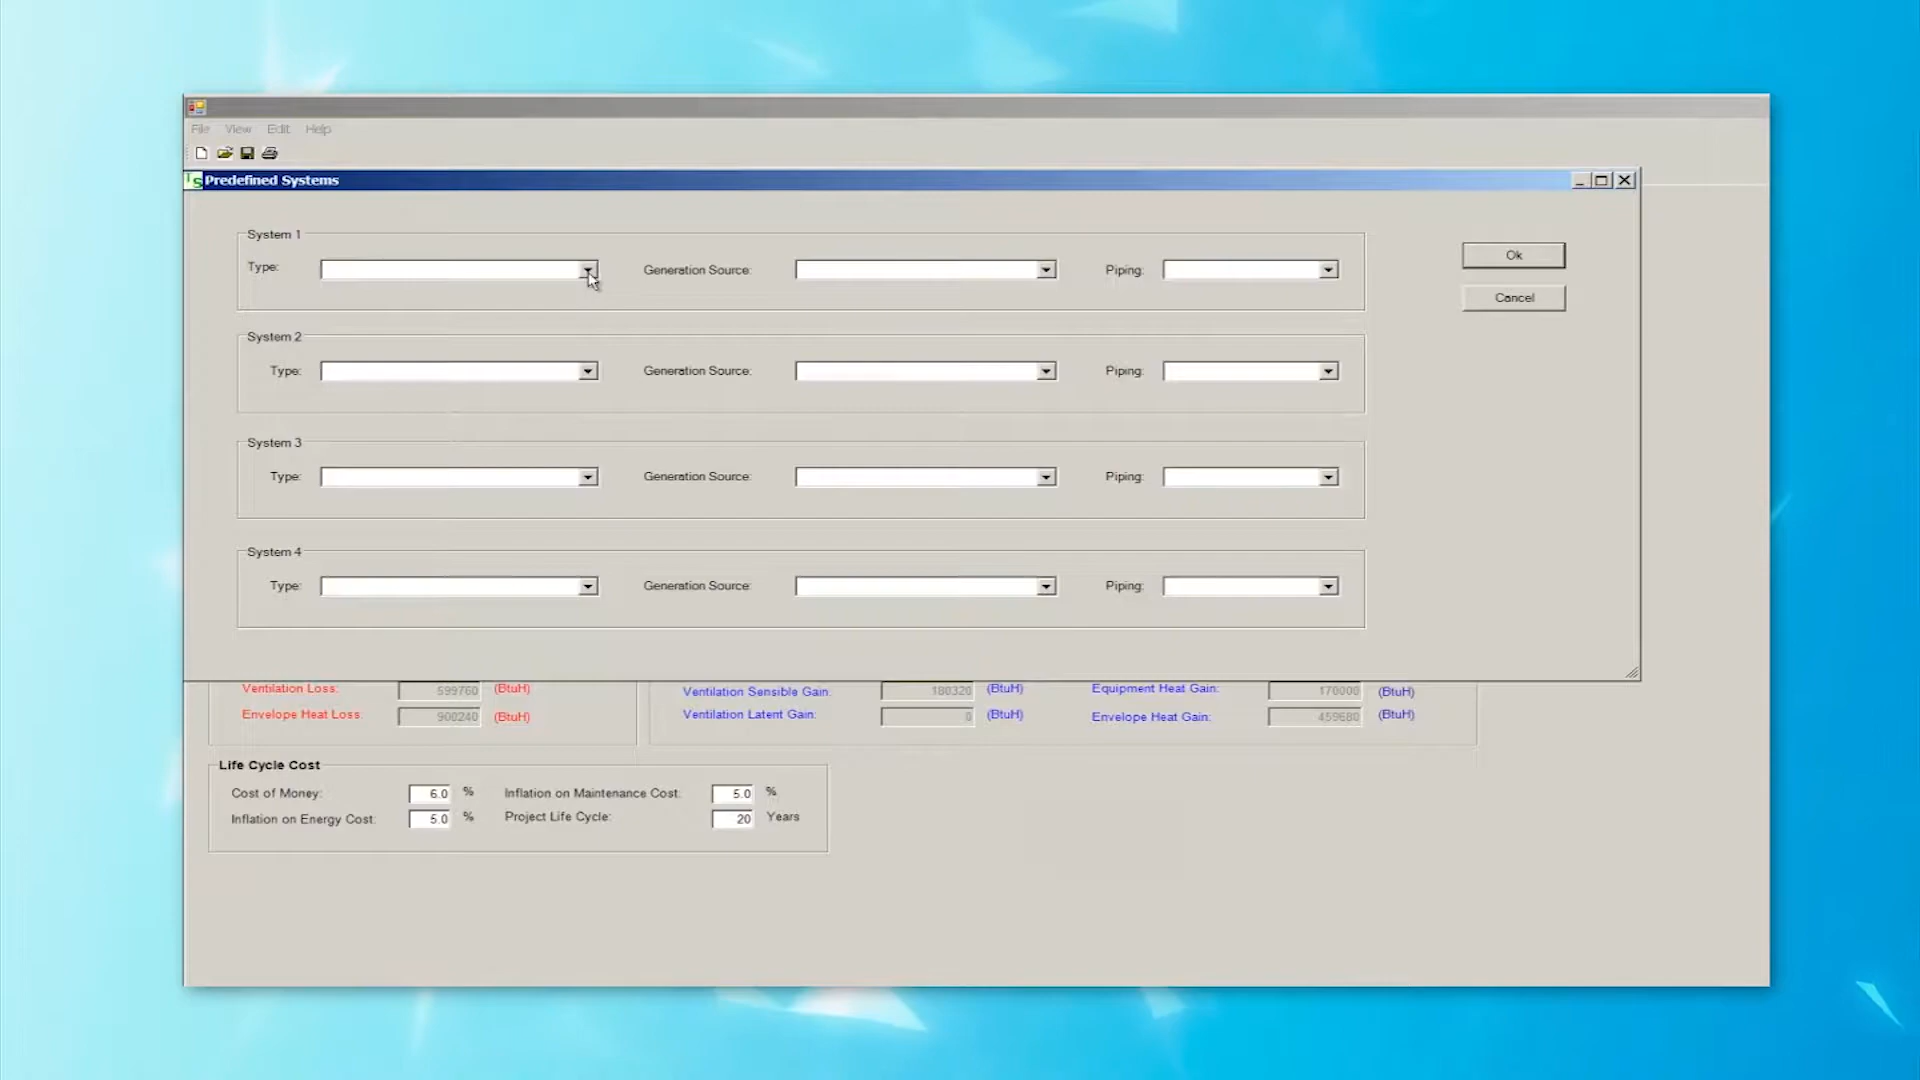 File View Edit Help
TS Predefined Systems
System 1
Type: Generation Source: Piping:
Ok
Cancel
System 2
Type: Generation Source: Piping:
System 3
Type: Generation Source: Piping:
System 4
Type: Generation Source: Piping:
Ventilation Loss: 599760 (BtuH) Ventilation Sensible Gain: 180320 (BtuH) Equipment Heat Gain: 170000 (BtuH)
Envelope Heat Loss: 900240 (BtuH) Ventilation Latent Gain: 0 (BtuH) Envelope Heat Gain: 459680 (BtuH)
Life Cycle Cost
Cost of Money: 6.0 % Inflation on Maintenance Cost: 5.0 %
Inflation on Energy Cost: 5.0 % Project Life Cycle: 20 Years